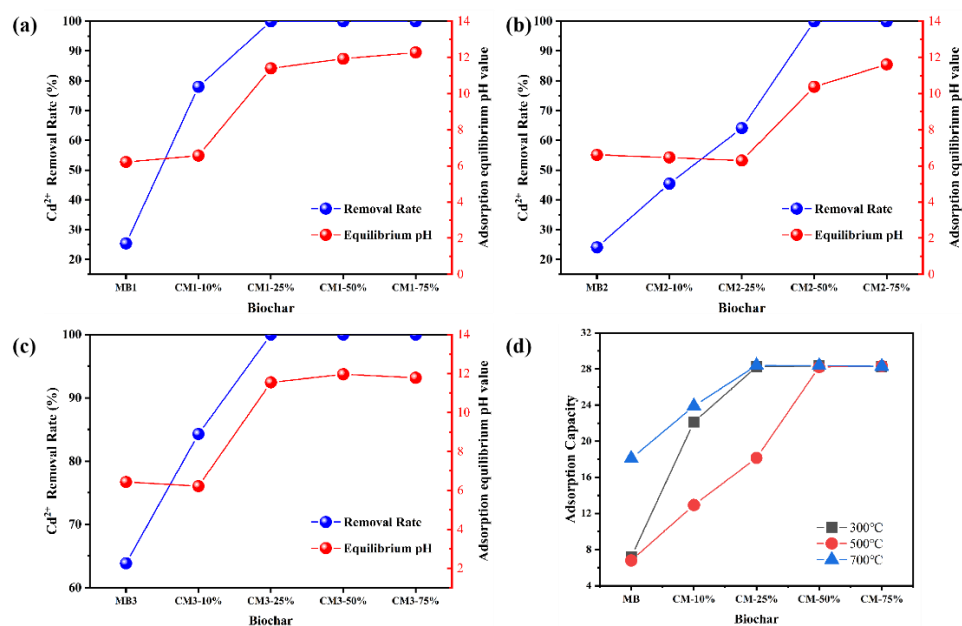 (a)
100
90
80
70
60
50
40
30
20
Cd2+ Removal Rate (%)
14
12
10
8
6
4
2
0
Adsorption equilibrium pH value
Removal Rate
Equilibrium pH
MB1 CM1-10% CM1-25% CM1-50% CM1-75%
Biochar
(b)
100
90
80
70
60
50
40
30
20
Cd2+ Removal Rate (%)
14
12
10
8
6
4
2
0
Adsorption equilibrium pH value
Removal Rate
Equilibrium pH
MB2 CM2-10% CM2-25% CM2-50% CM2-75%
Biochar
(c)
100
90
80
70
60
Cd2+ Removal Rate (%)
14
12
10
8
6
4
2
Adsorption equilibrium pH value
Removal Rate
Equilibrium pH
MB3 CM3-10% CM3-25% CM3-50% CM3-75%
Biochar
(d)
32
28
24
20
16
12
8
4
Adsorption Capacity
300°C
500°C
700°C
MB CM-10% CM-25% CM-50% CM-75%
Biochar